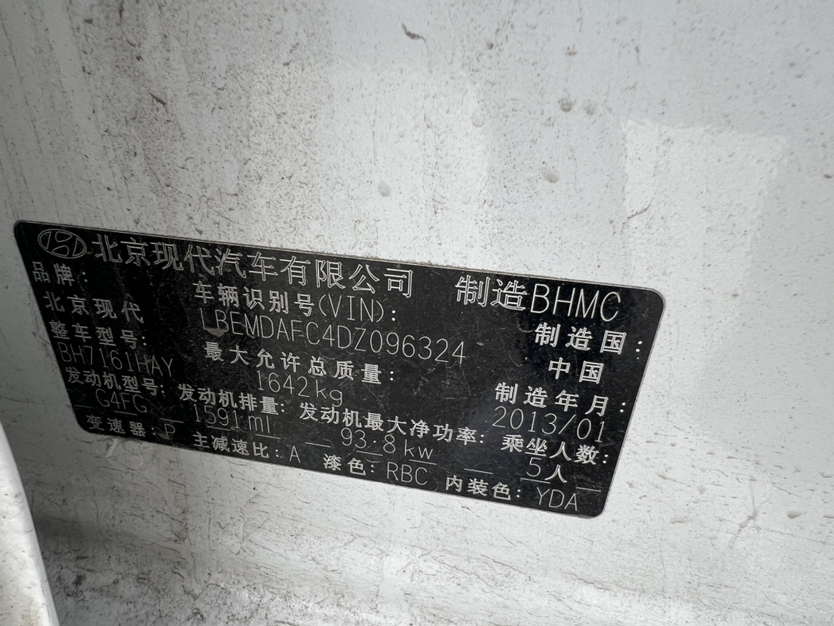 北京现代汽车有限公司 制造BHMC
品牌: 车辆识别号(VIN): 制造国:
北京现代 LBEMDAFC4DZ096324 中国
整车型号: 最大允许总质量: 制造年月:
BH7161HAY 1642kg 2013/01
发动机型号: 发动机排量: 发动机最大净功率: 乘坐人数:
G4FG 1591ml 93.8kw 5人
变速器: P 主减速比: A 漆色: RBC 内装色: YDA